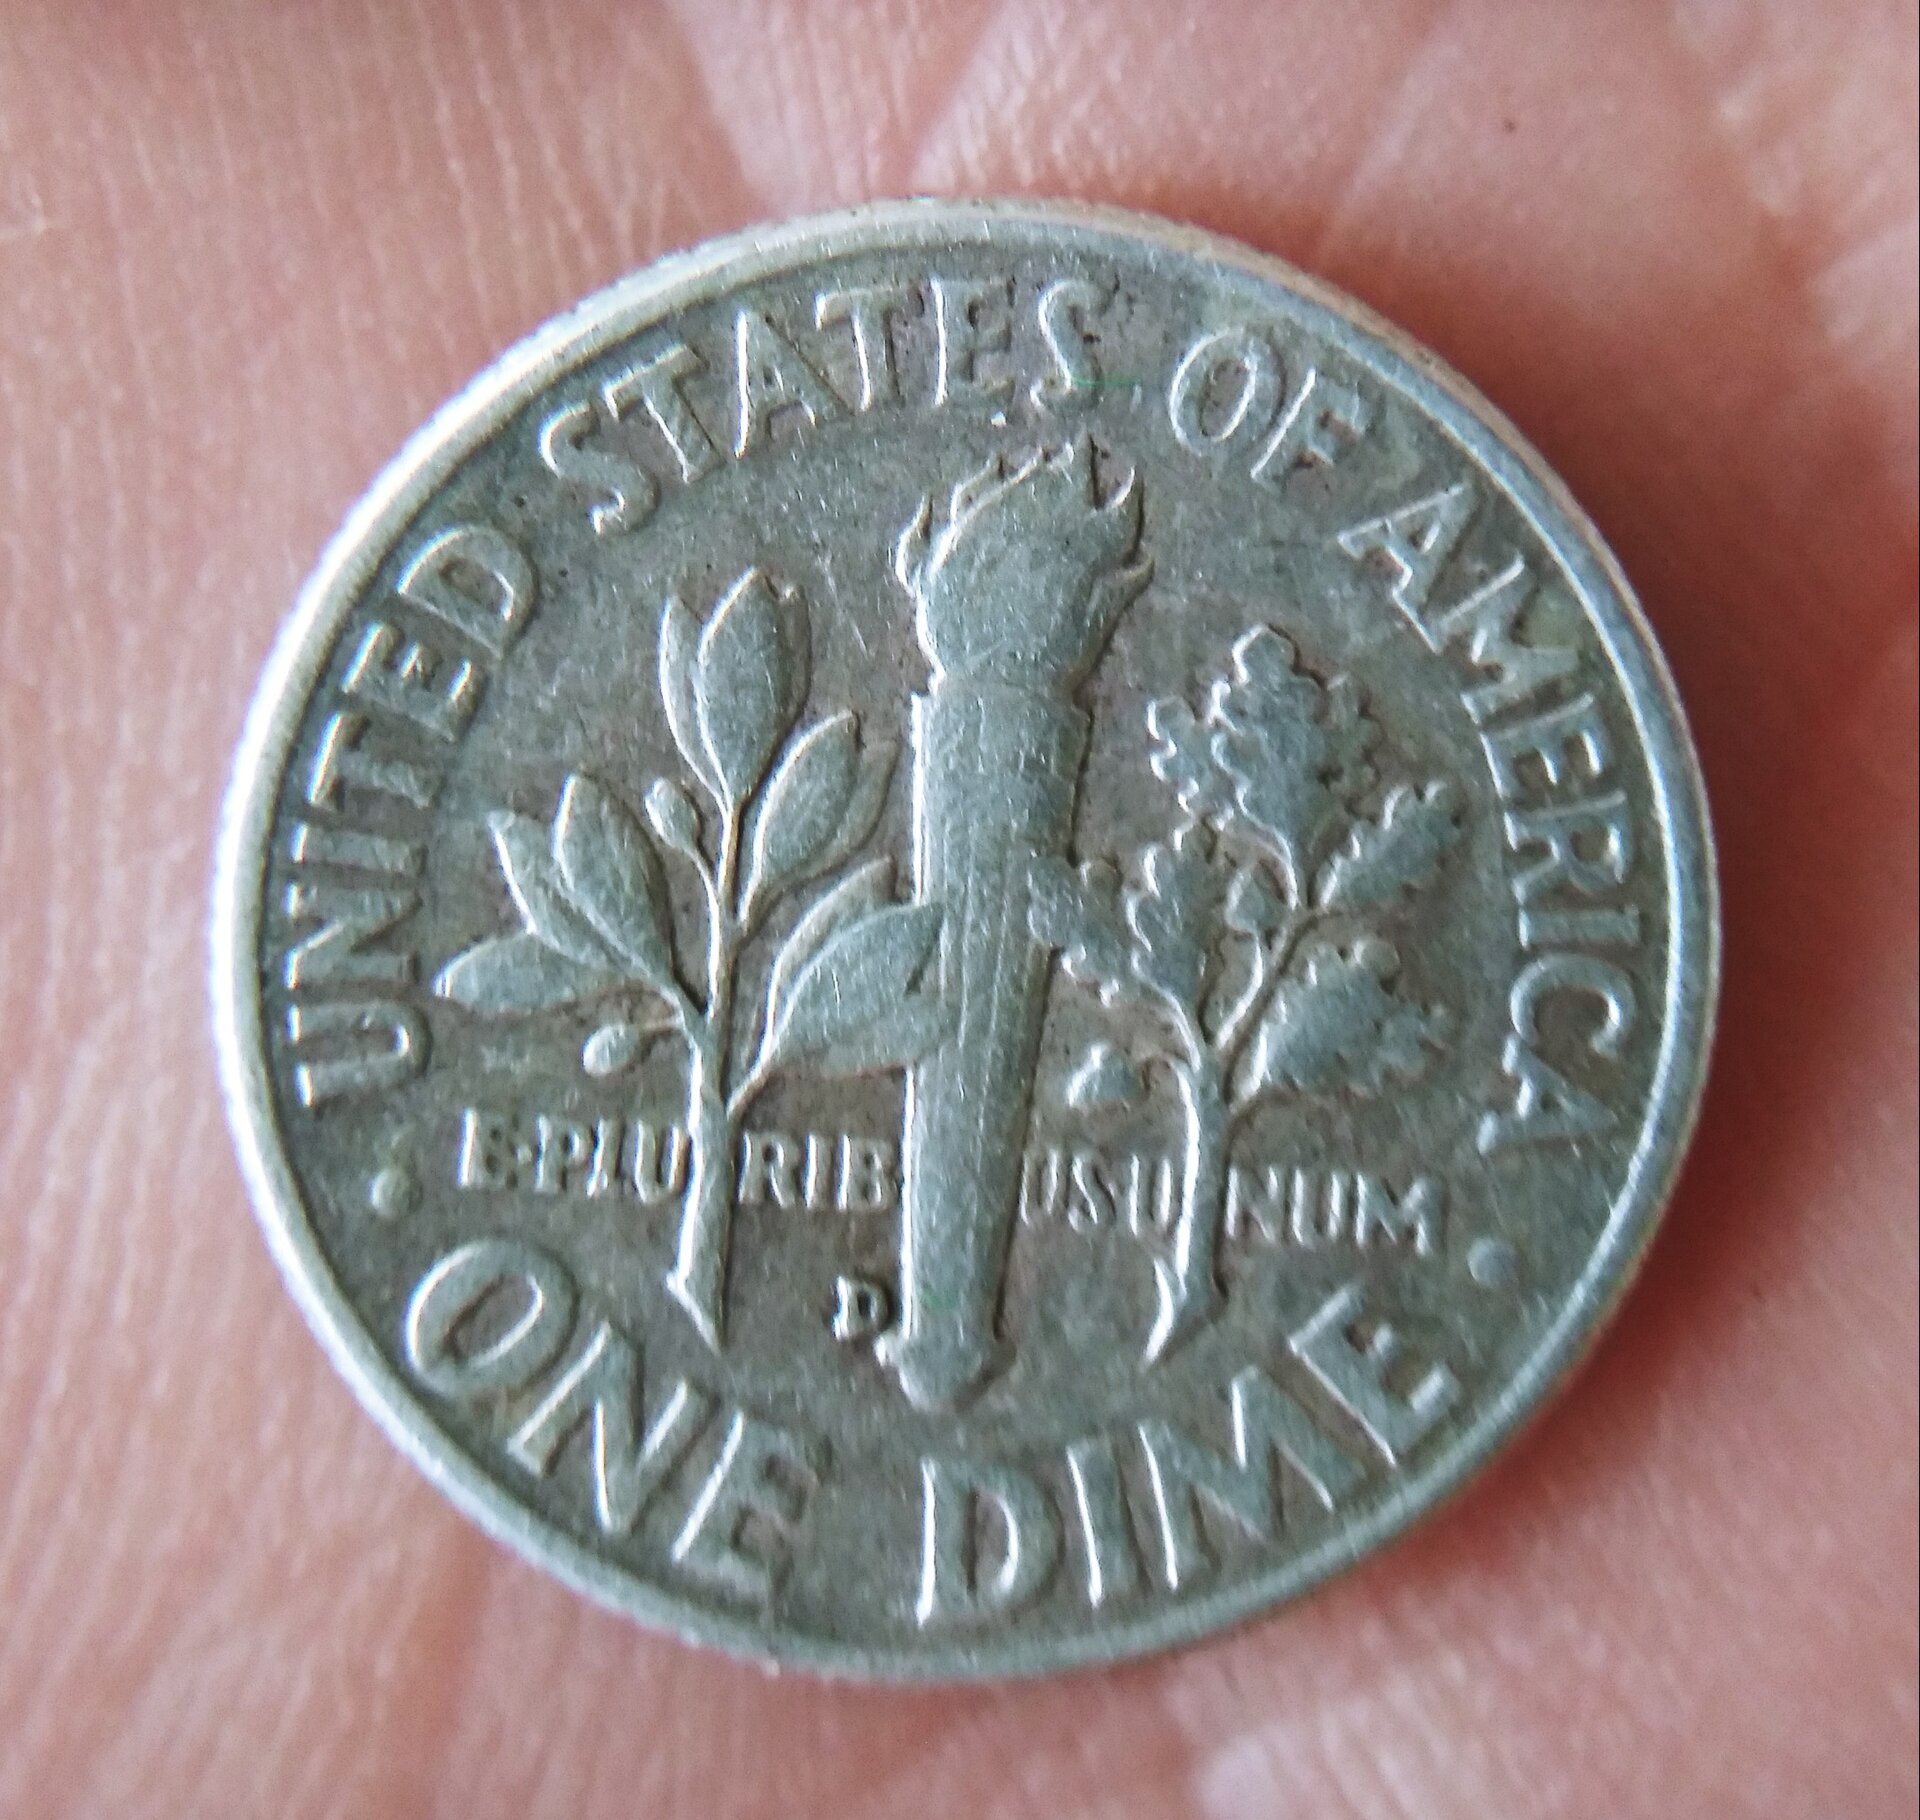 UNITED STATES OF AMERICA
E·PLURIBUS·UNUM
D
ONE DIME